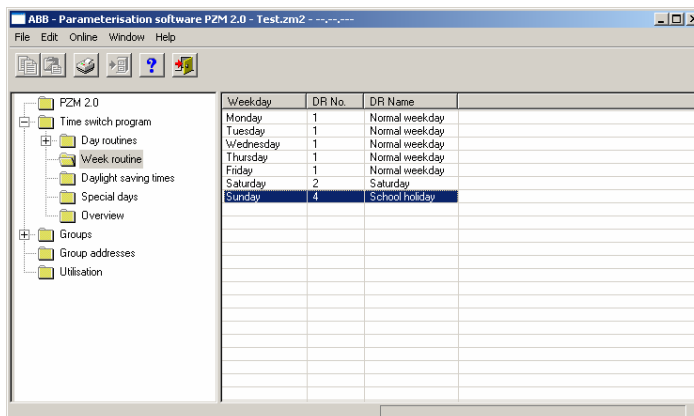 ABB - Parameterisation software PZM 2.0 - Test.zm2 - --.--.----
File Edit Online Window Help
?
PZM 2.0
Time switch program
Day routines
Week routine
Daylight saving times
Special days
Overview
Groups
Group addresses
Utilisation
Weekday DR No. DR Name
Monday 1 Normal weekday
Tuesday 1 Normal weekday
Wednesday 1 Normal weekday
Thursday 1 Normal weekday
Friday 1 Normal weekday
Saturday 2 Saturday
Sunday 4 School holiday